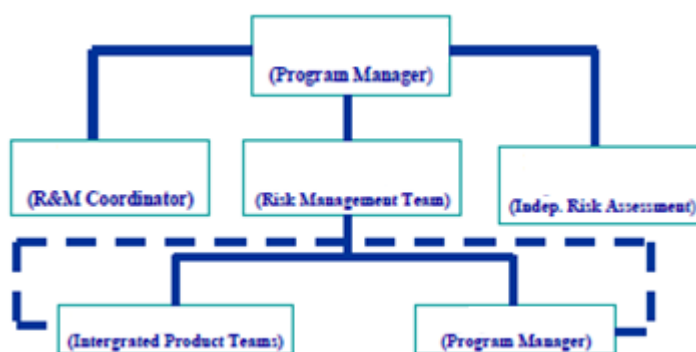 (Program Manager)
(R&M Coordinator)
(Risk Management Team)
(Indep. Risk Assessment)
(Intergrated Product Teams)
(Program Manager)